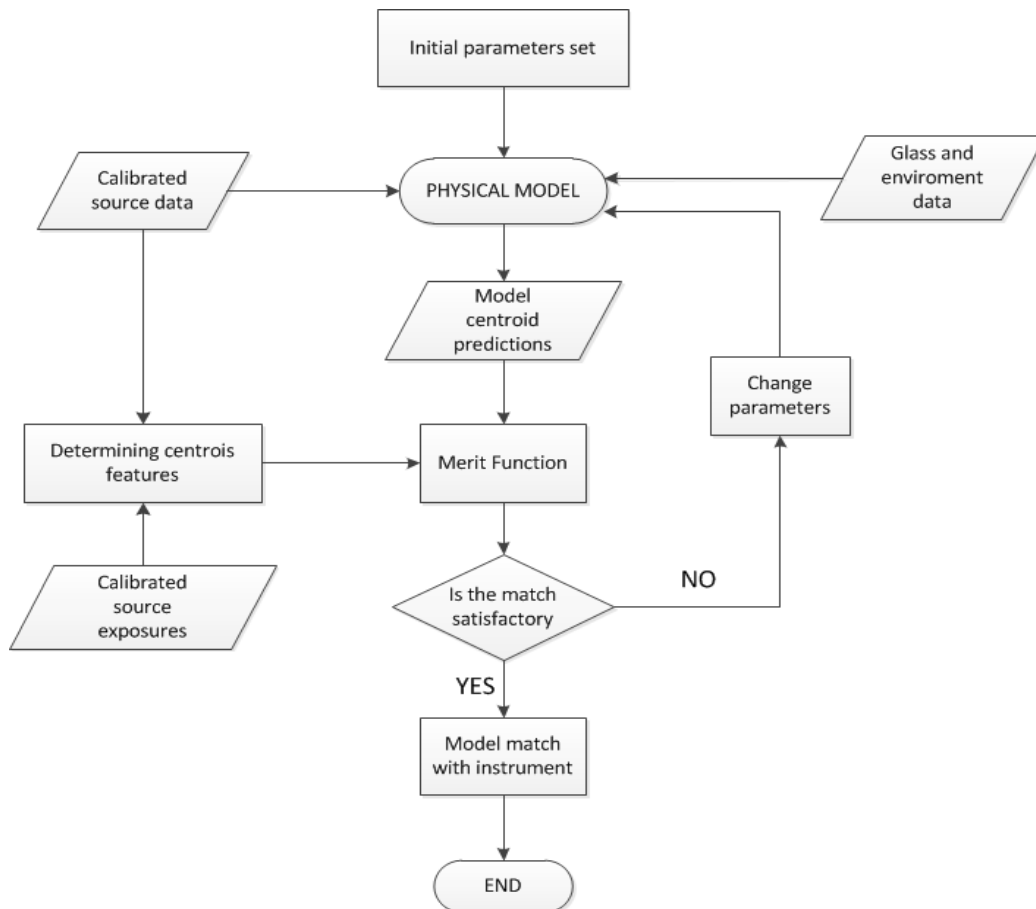 Initial parameters set
Calibrated
source data
PHYSICAL MODEL
Glass and
enviroment
data
Model
centroid
predictions
Change
parameters
Determining centrois
features
Merit Function
Calibrated
source
exposures
Is the match
satisfactory
NO
YES
Model match
with instrument
END